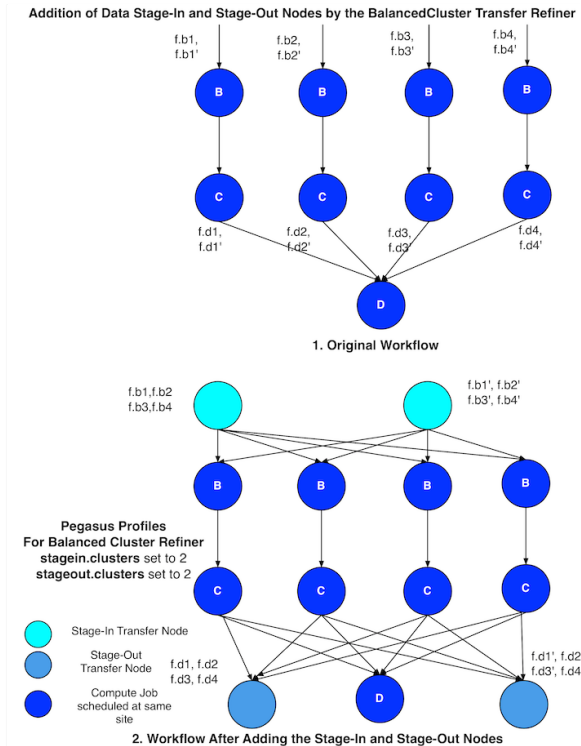 Addition of Data Stage-In and Stage-Out Nodes by the BalancedCluster Transfer Refiner
f.b1,
f.b1'
f.b2,
f.b2'
f.b3,
f.b3'
f.b4,
f.b4'
B
B
B
B
C
C
C
C
f.d1,
f.d1'
f.d2,
f.d2'
f.d3,
f.d3'
f.d4,
f.d4'
D
1. Original Workflow
f.b1,f.b2
f.b3,f.b4
f.b1', f.b2'
f.b3', f.b4'
B
B
B
B
Pegasus Profiles
For Balanced Cluster Refiner
stagein.clusters set to 2
stageout.clusters set to 2
C
C
C
C
Stage-In Transfer Node
Stage-Out
Transfer Node
Compute Job
scheduled at same
site
f.d1, f.d2
f.d3, f.d4
D
f.d1', f.d2
f.d3', f.d4
2. Workflow After Adding the Stage-In and Stage-Out Nodes